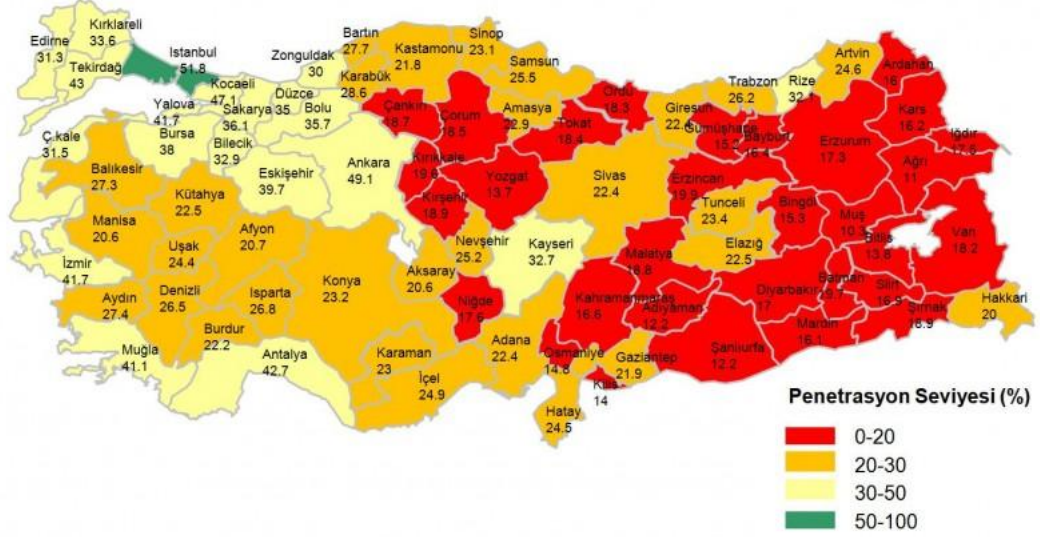 Kırklareli
33.6
Edirne
31.3
Tekirdağ
43
Istanbul
51.8
Kocaeli
47.1
Yalova
41.7
Sakarya
36.1
Zonguldak
30
Düzce
35
Bolu
35.7
Bartın
27.7
Karabük
28.6
Kastamonu
21.8
Sinop
23.1
Samsun
25.5
Çankırı
18.7
Çorum
18.5
Amasya
22.9
Tokat
18.4
Ordu
18.3
Giresun
22.4
Trabzon
26.2
Rize
32.1
Artvin
24.6
Ardahan
16
Kars
16.2
Iğdır
17.5
Ağrı
11
Erzurum
17.3
Bayburt
16.4
Gümüşhane
15.2
Erzincan
19.9
Tunceli
23.4
Bingöl
15.3
Muş
10.3
Bitlis
13.8
Van
18.2
Hakkari
20
Şırnak
18.9
Siirt
16.9
Batman
19.7
Mardin
16.1
Diyarbakır
17
Elazığ
22.5
Malatya
18.8
Adıyaman
12.2
Şanlıurfa
12.2
Kahramanmaraş
16.6
Gaziantep
21.9
Kilis
14
Osmaniye
14.8
Hatay
24.5
Adana
22.4
Sivas
22.4
Kayseri
32.7
Yozgat
13.7
Kırıkkale
19.8
Kırşehir
18.9
Nevşehir
25.2
Aksaray
20.6
Niğde
17.6
İçel
24.9
Karaman
23
Konya
23.2
Ankara
49.1
Eskişehir
39.7
Bilecik
32.9
Bursa
38
Ç.kale
31.5
Balıkesir
27.3
Kütahya
22.5
Manisa
20.6
Uşak
24.4
Afyon
20.7
İzmir
41.7
Aydın
27.4
Denizli
26.5
Isparta
26.8
Burdur
22.2
Muğla
41.1
Antalya
42.7
Penetrasyon Seviyesi (%)
0-20
20-30
30-50
50-100